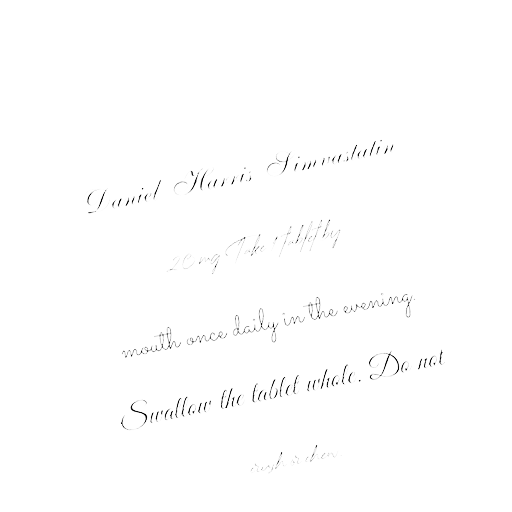 Daniel Harris Simvastatin
20mg Take 1 tablet by
mouth once daily in the evening.
Swallow the tablet whole. Do not
crush or chew.